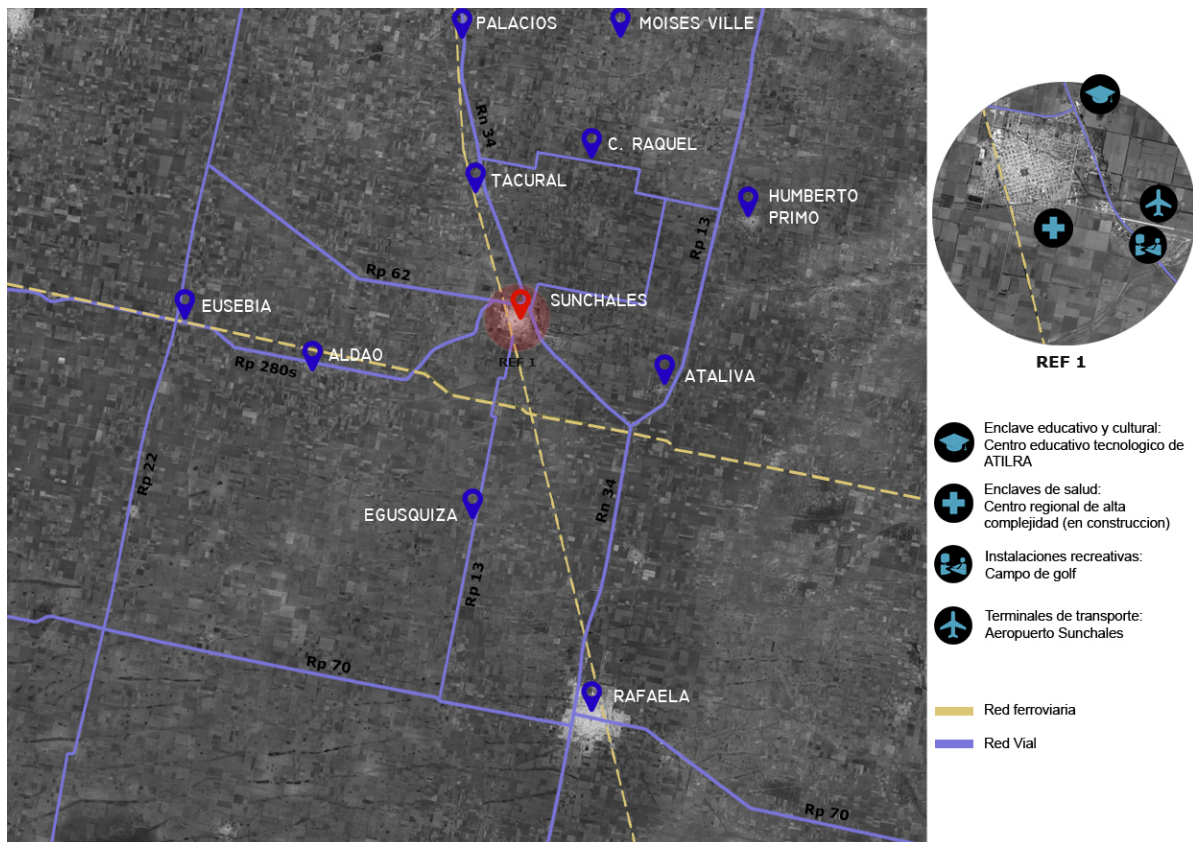 PALACIOS
MOISES VILLE
Rn 34
C. RAQUEL
TACURAL
HUMBERTO
PRIMO
Rp 13
Rp 62
SUNCHALES
EUSEBIA
ALDAO
Rp 280s
REF 1
ATALIVA
Rp 22
EGUSQUIZA
Rn 34
Rp 13
Rp 70
RAFAELA
Rp 70
REF 1
Enclave educativo y cultural:
Centro educativo tecnologico de
ATILRA
Enclaves de salud:
Centro regional de alta
complejidad (en construccion)
Instalaciones recreativas:
Campo de golf
Terminales de transporte:
Aeropuerto Sunchales
Red ferroviaria
Red Vial